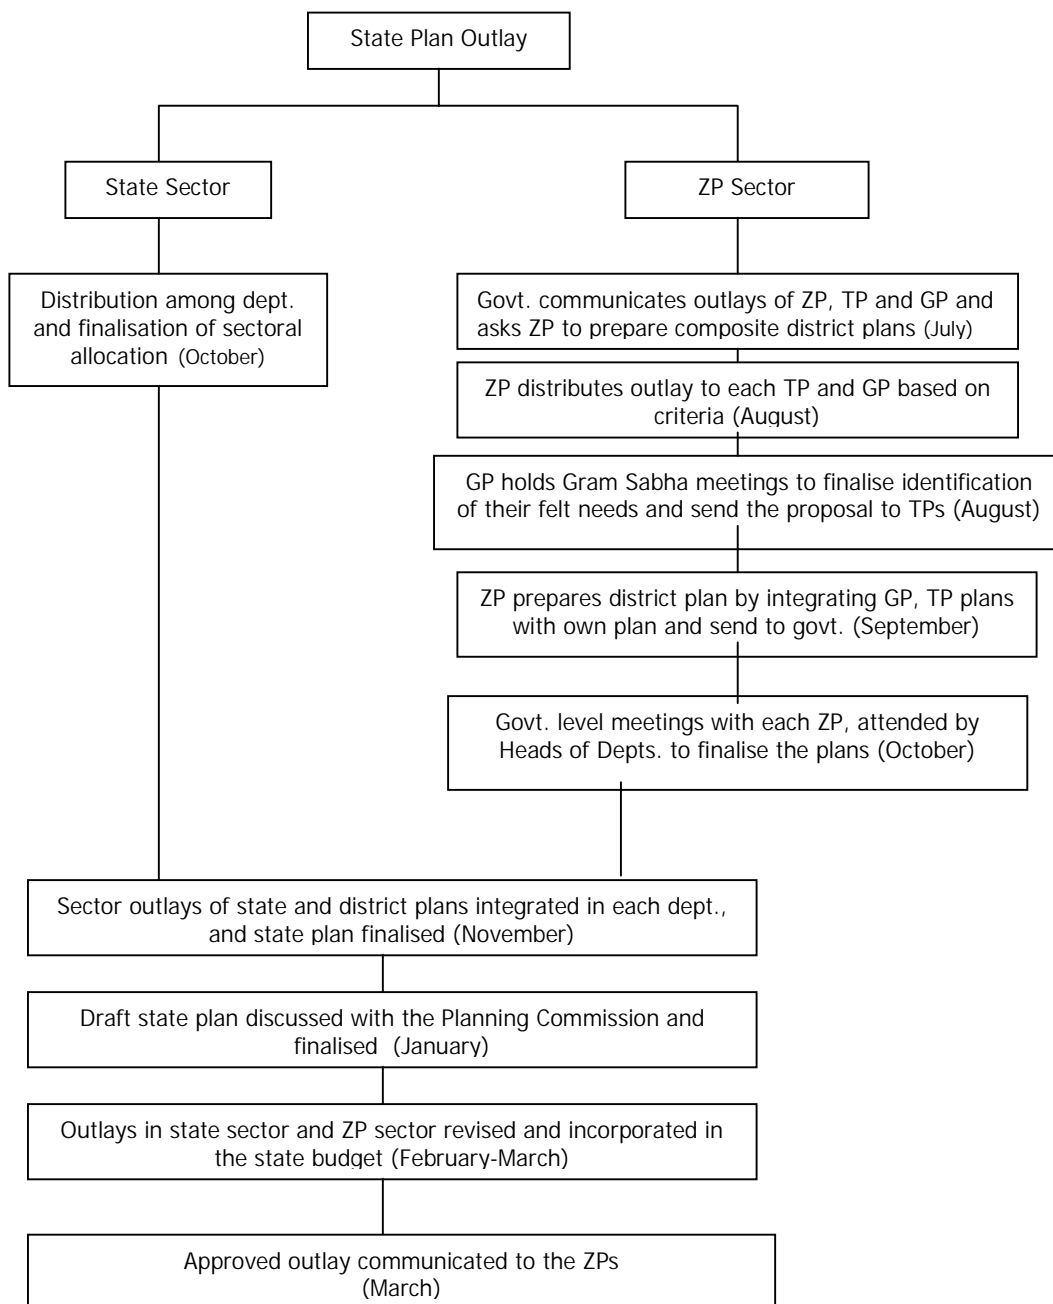 State Plan Outlay
State Sector
ZP Sector
Distribution among dept.
and finalisation of sectoral
allocation (October)
Govt. communicates outlays of ZP, TP and GP and
asks ZP to prepare composite district plans (July)
ZP distributes outlay to each TP and GP based on
criteria (August)
GP holds Gram Sabha meetings to finalise identification
of their felt needs and send the proposal to TPs (August)
ZP prepares district plan by integrating GP, TP plans
with own plan and send to govt. (September)
Govt. level meetings with each ZP, attended by
Heads of Depts. to finalise the plans (October)
Sector outlays of state and district plans integrated in each dept.,
and state plan finalised (November)
Draft state plan discussed with the Planning Commission and
finalised (January)
Outlays in state sector and ZP sector revised and incorporated in
the state budget (February-March)
Approved outlay communicated to the ZPs
(March)